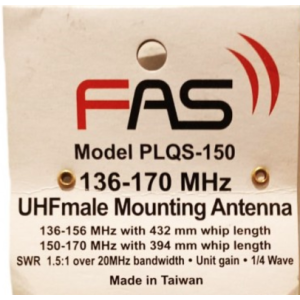 FAS
Model PLQS-150
136-170 MHz
UHFmale Mounting Antenna
136-156 MHz with 432 mm whip length
150-170 MHz with 394 mm whip length
SWR 1.5:1 over 20MHz bandwidth • Unit gain • 1/4 Wave
Made in Taiwan